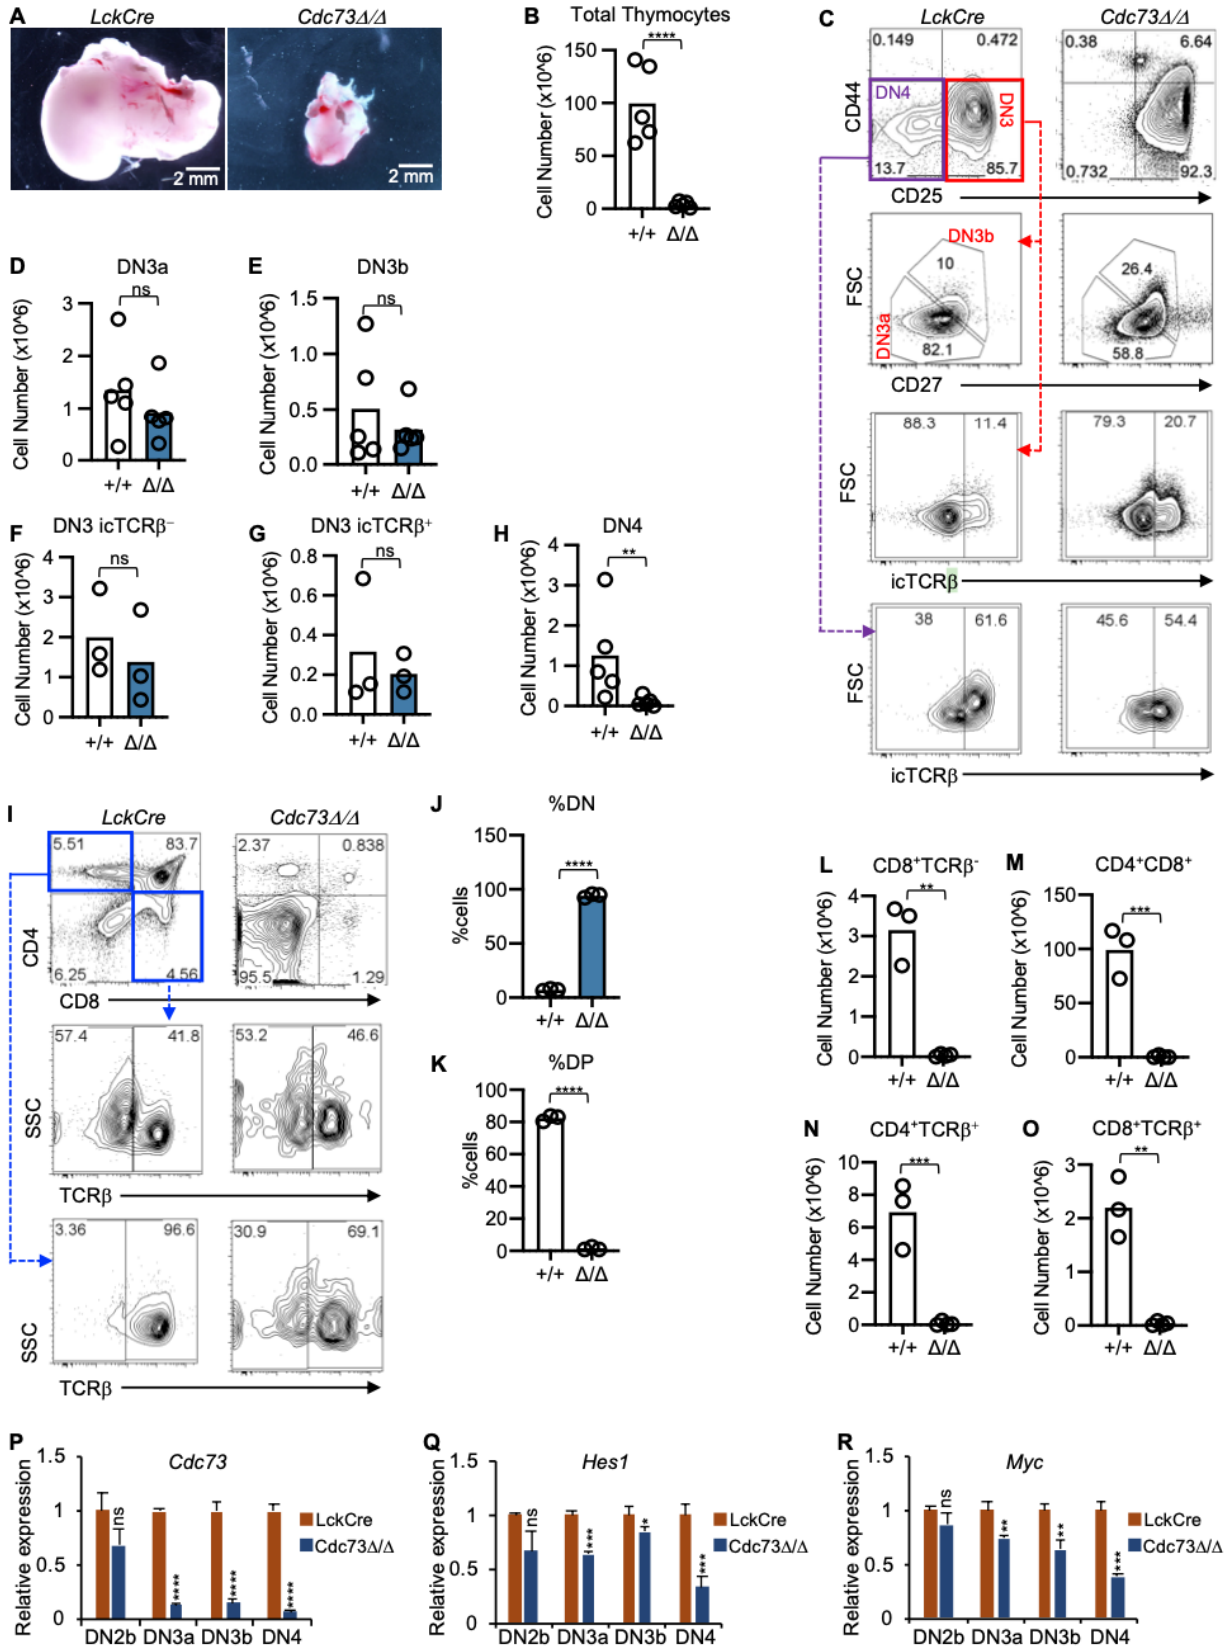 A
LckCre
Cdc73Δ/Δ
2 mm
2 mm
B
Total Thymocytes
****
Cell Number (x10^6)
150
100
50
0
+/+
Δ/Δ
C
LckCre
Cdc73Δ/Δ
0.149
0.472
DN4
DN3
13.7
85.7
0.38
6.64
0.732
92.3
CD44
CD25
DN3b
10
DN3a
82.1
26.4
58.8
FSC
CD27
88.3
11.4
79.3
20.7
FSC
icTCRβ
38
61.6
45.6
54.4
FSC
icTCRβ
D
DN3a
ns
Cell Number (x10^6)
3
2
1
0
+/+
Δ/Δ
E
DN3b
ns
Cell Number (x10^6)
1.5
1.0
0.5
0.0
+/+
Δ/Δ
F
DN3 icTCRβ⁻
ns
Cell Number (x10^6)
4
3
2
1
0
+/+
Δ/Δ
G
DN3 icTCRβ⁺
ns
Cell Number (x10^6)
0.8
0.6
0.4
0.2
0.0
+/+
Δ/Δ
H
DN4
**
Cell Number (x10^6)
4
3
2
1
0
+/+
Δ/Δ
I
LckCre
Cdc73Δ/Δ
5.51
83.7
6.25
4.56
2.37
0.838
95.5
1.29
CD4
CD8
57.4
41.8
53.2
46.6
SSC
TCRβ
3.36
96.6
30.9
69.1
SSC
TCRβ
J
%DN
****
%cells
150
100
50
0
+/+
Δ/Δ
K
%DP
****
%cells
100
80
60
40
20
0
+/+
Δ/Δ
L
CD8⁺TCRβ⁻
**
Cell Number (x10^6)
4
3
2
1
0
+/+
Δ/Δ
M
CD4⁺CD8⁺
***
Cell Number (x10^6)
150
100
50
0
+/+
Δ/Δ
N
CD4⁺TCRβ⁺
***
Cell Number (x10^6)
10
8
6
4
2
0
+/+
Δ/Δ
O
CD8⁺TCRβ⁺
**
Cell Number (x10^6)
3
2
1
0
+/+
Δ/Δ
P
Cdc73
Relative expression
1.5
1
0.5
0
ns
****
****
****
LckCre
Cdc73Δ/Δ
DN2b DN3a DN3b DN4
Q
Hes1
Relative expression
1.5
1
0.5
0
ns
***
*
***
LckCre
Cdc73Δ/Δ
DN2b DN3a DN3b DN4
R
Myc
Relative expression
1.5
1
0.5
0
ns
**
**
***
LckCre
Cdc73Δ/Δ
DN2b DN3a DN3b DN4